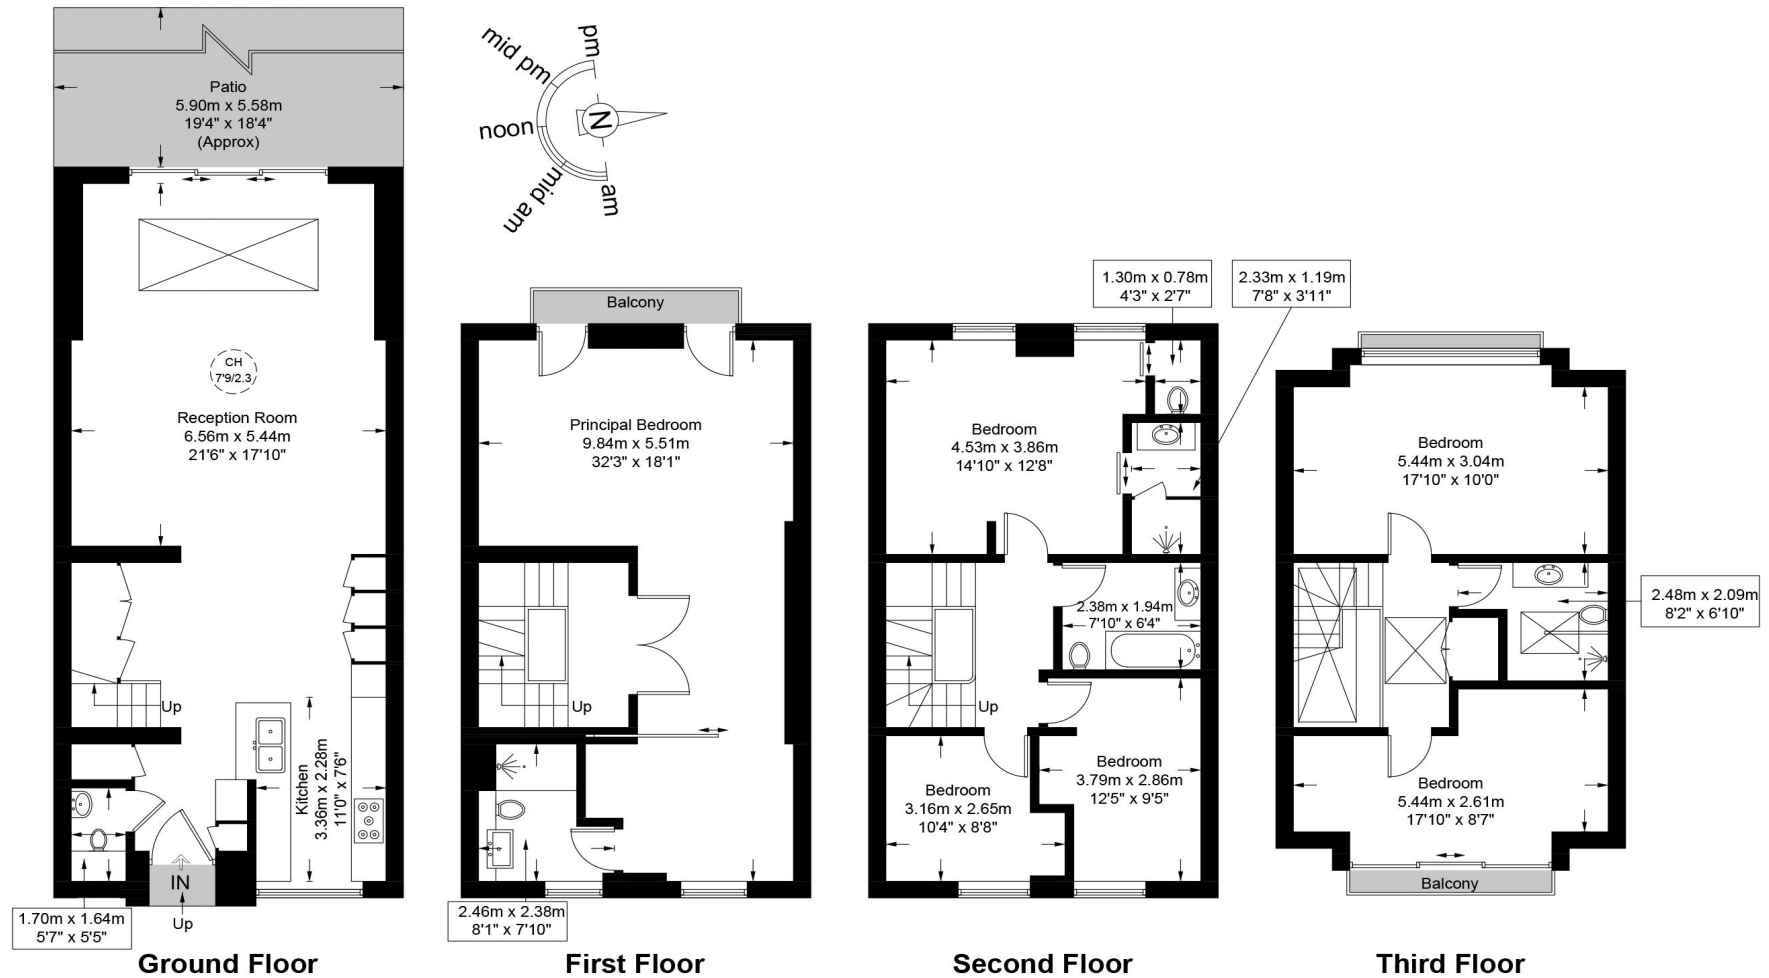 Patio
5.90m x 5.58m
19'4" x 18'4"
(Approx)
CH
7'9/2.3
Reception Room
6.56m x 5.44m
21'6" x 17'10"
Up
Kitchen
3.36m x 2.28m
11'0" x 7'6"
IN
Up
1.70m x 1.64m
5'7" x 5'5"
Ground Floor
pm
mid pm
noon
mid am
am
N
Balcony
Principal Bedroom
9.84m x 5.51m
32'3" x 18'1"
Up
2.46m x 2.38m
8'1" x 7'10"
First Floor
1.30m x 0.78m
4'3" x 2'7"
2.33m x 1.19m
7'8" x 3'11"
Bedroom
4.53m x 3.86m
14'10" x 12'8"
2.38m x 1.94m
7'10" x 6'4"
Up
Bedroom
3.79m x 2.86m
12'5" x 9'5"
Bedroom
3.16m x 2.65m
10'4" x 8'8"
Second Floor
Bedroom
5.44m x 3.04m
17'10" x 10'0"
2.48m x 2.09m
8'2" x 6'10"
Bedroom
5.44m x 2.61m
17'10" x 8'7"
Balcony
Third Floor